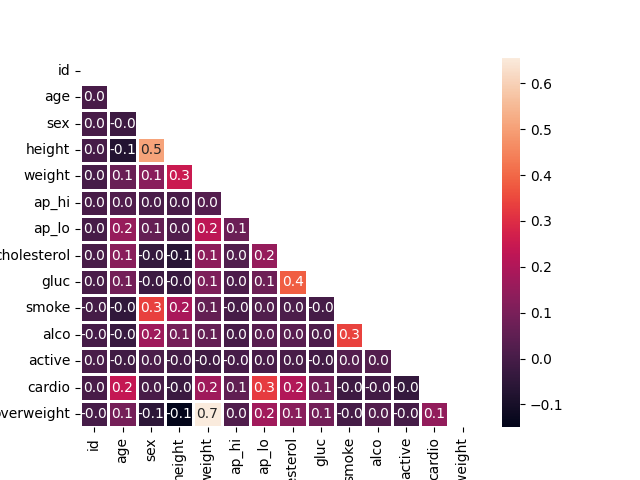 id
age 0.0
sex 0.0 -0.0
height 0.0 -0.1 0.5
weight 0.0 0.1 0.1 0.3
ap_hi 0.0 0.0 0.0 0.0 0.0
ap_lo 0.0 0.2 0.1 0.0 0.2 0.1
cholesterol 0.0 0.1 -0.0 -0.1 0.1 0.0 0.2
gluc 0.0 0.1 -0.0 -0.0 0.1 0.0 0.1 0.4
smoke -0.0 -0.0 0.3 0.2 0.1 -0.0 0.0 0.0 -0.0
alco 0.0 -0.0 0.2 0.1 0.1 0.0 0.0 0.0 0.0 0.3
active 0.0 -0.0 0.0 -0.0 -0.0 -0.0 -0.0 0.0 -0.0 0.0 0.0
cardio 0.0 0.2 0.0 -0.0 0.2 0.1 0.3 0.2 0.1 -0.0 -0.0 -0.0
overweight -0.0 0.1 -0.1 -0.1 0.7 0.0 0.2 0.1 0.1 -0.0 0.0 -0.0 0.1
id
age
sex
height
weight
ap_hi
ap_lo
esterol
gluc
smoke
alco
active
cardio
weight
0.6
0.5
0.4
0.3
0.2
0.1
0.0
−0.1